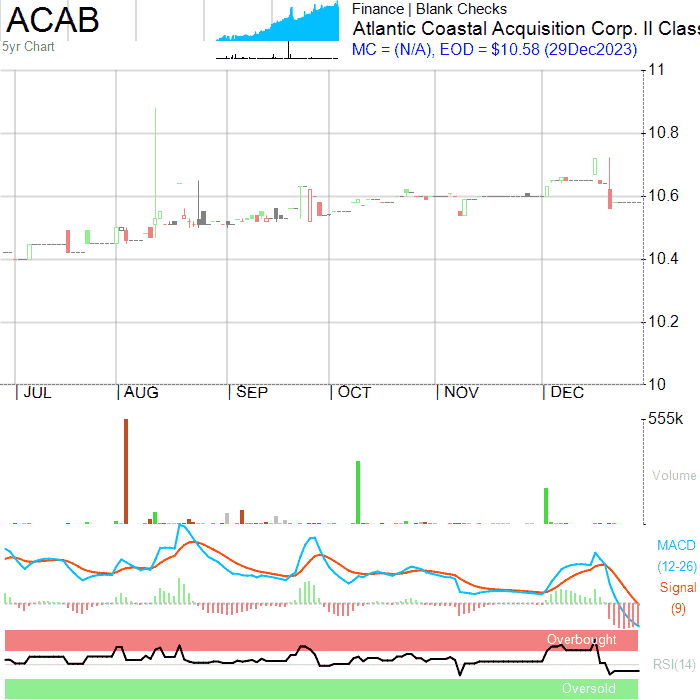 ACAB
5yr Chart
Finance | Blank Checks
Atlantic Coastal Acquisition Corp. II Clas
MC = (N/A), EOD = $10.58 (29Dec2023)
11
10.8
10.6
10.4
10.2
10
JUL AUG SEP OCT NOV DEC
555k
Volume
MACD
(12-26)
Signal
(9)
Overbought
RSI(14)
Oversold